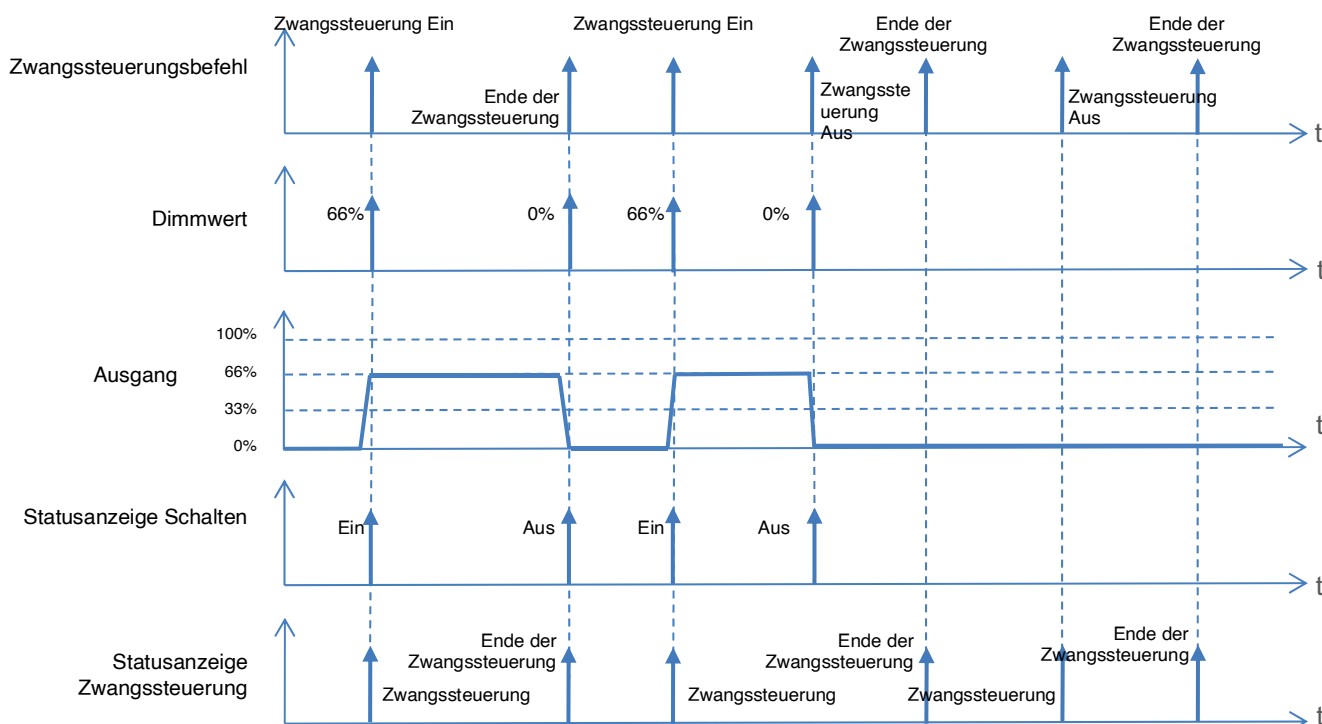 Zwangssteuerung Ein
Zwangssteuerung Ein
Ende der
Zwangssteuerung
Ende der
Zwangssteuerung
Zwangssteuerungsbefehl
Ende der
Zwangssteuerung
Zwangsste
uerung
Aus
Zwangssteuerung
Aus
t
Dimmwert
66%
0%
66%
0%
t
Ausgang
100%
66%
33%
0%
t
Statusanzeige Schalten
Ein
Aus
Ein
Aus
t
Statusanzeige
Zwangssteuerung
Zwangssteuerung
Ende der
Zwangssteuerung
Zwangssteuerung
Ende der
Zwangssteuerung
Zwangssteuerung
Ende der
Zwangssteuerung
t